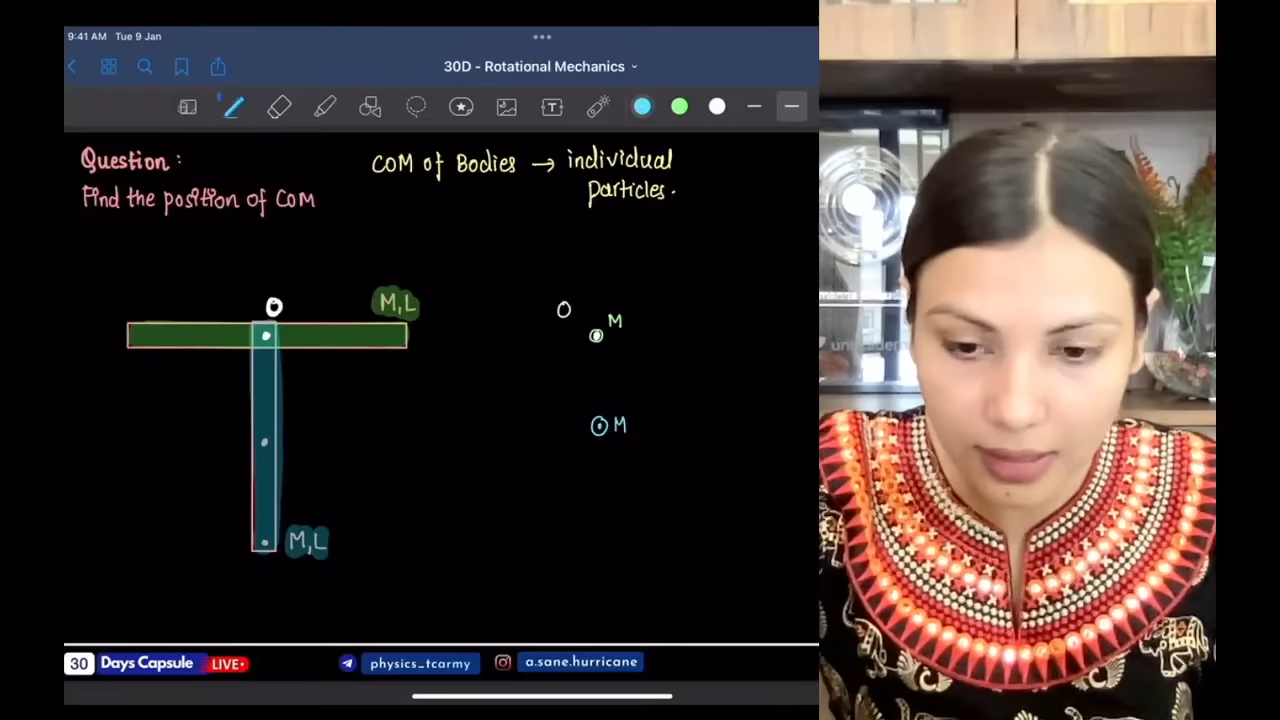 9:41 AM Tue 9 Jan
30D - Rotational Mechanics
Question:
Find the position of COM
COM of Bodies → individual
particles.
O
M,L
M,L
O
M
M
30 Days Capsule LIVE
physics_tcarmy
a.sane.hurricane